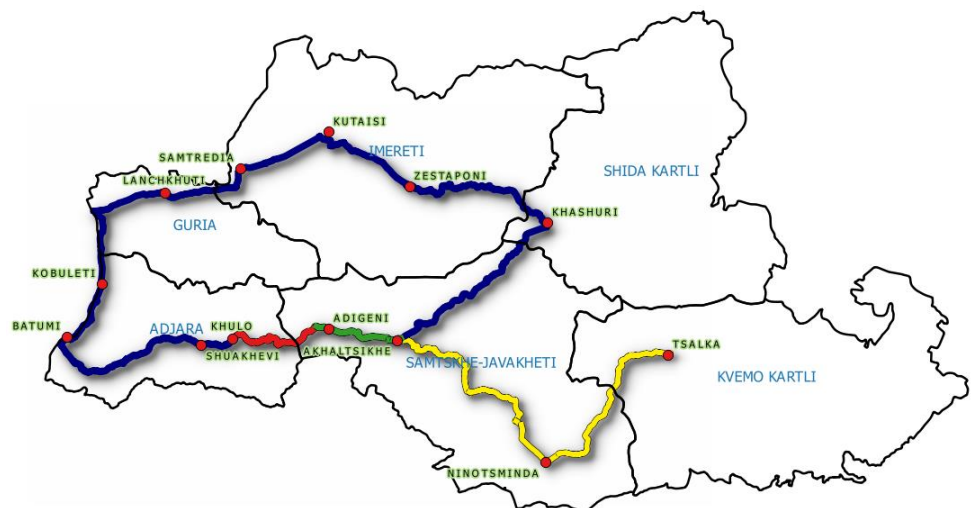 KUTAISI
IMERETI
SAMTREDIA
LANCHKHUTI
ZESTAPONI
SHIDA KARTLI
GURIA
KHASHURI
KOBULETI
BATUMI
ADJARA
KHULO
ADIGENI
SHUAKHEVI
AKHALTSIKHE
SAMTSKHE-JAVAKHETI
TSALKA
KVEMO KARTLI
NINOTSMINDA